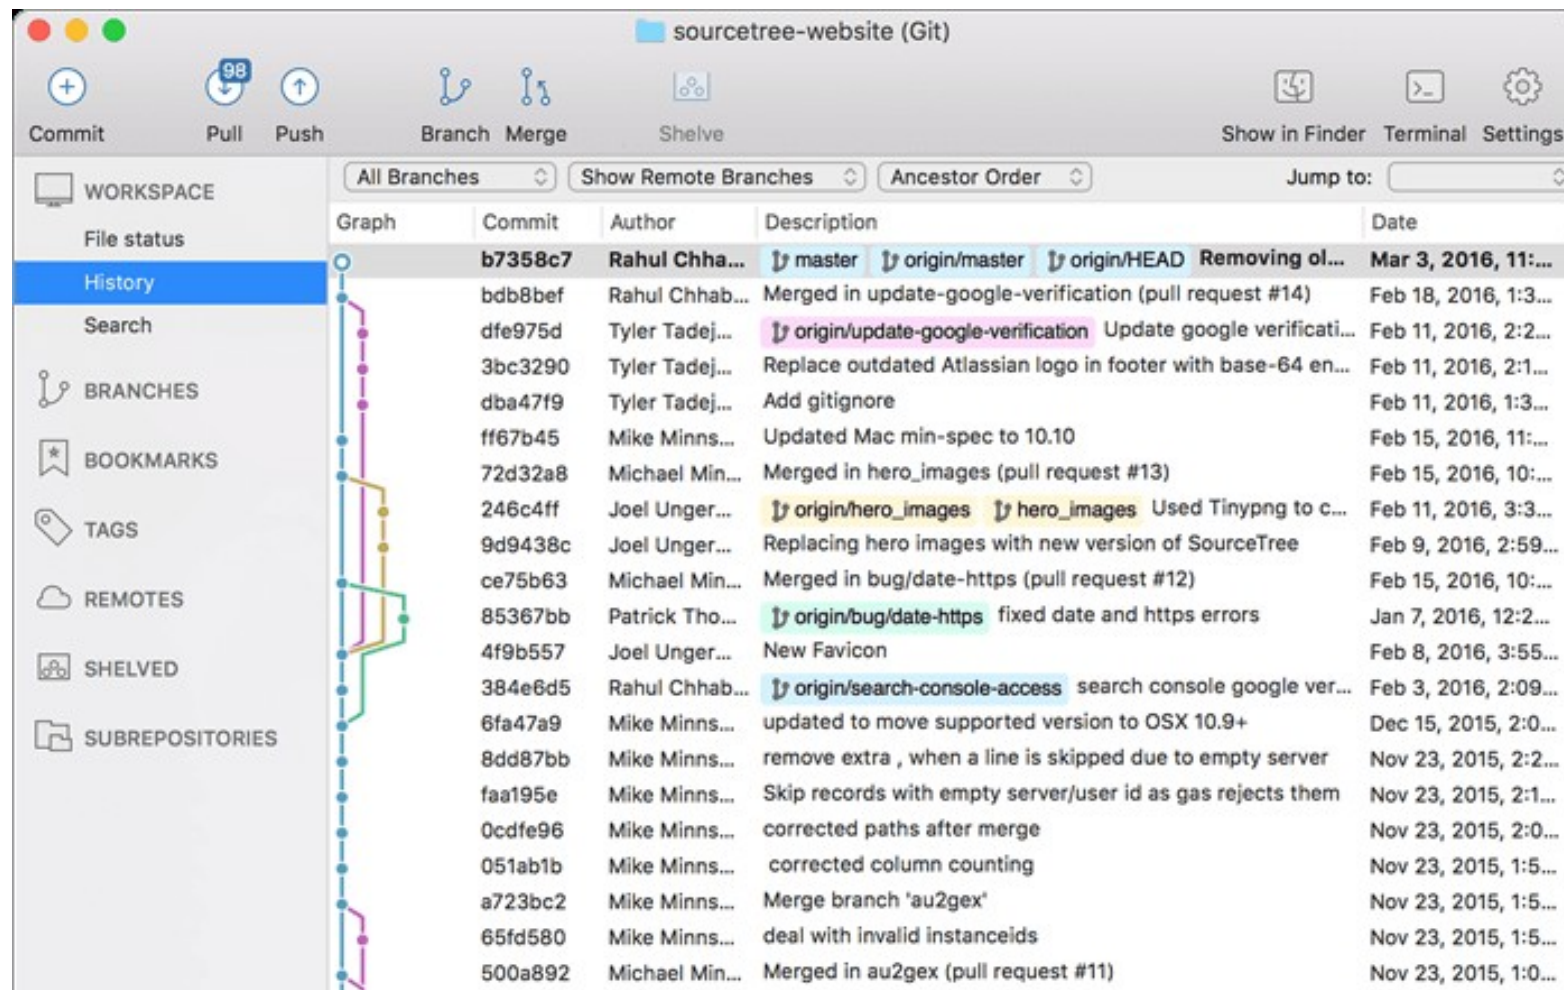 sourcetree-website (Git)
98
Commit Pull Push Branch Merge Shelve Show in Finder Terminal Settings
All Branches Show Remote Branches Ancestor Order Jump to:
WORKSPACE
File status
History
Search
BRANCHES
BOOKMARKS
TAGS
REMOTES
SHELVED
SUBREPOSITORIES
Graph Commit Author Description Date
b7358c7 Rahul Chha... master origin/master origin/HEAD Removing ol... Mar 3, 2016, 11:...
bdb8bef Rahul Chhab... Merged in update-google-verification (pull request #14) Feb 18, 2016, 1:3...
dfe975d Tyler Tadej... origin/update-google-verification Update google verificati... Feb 11, 2016, 2:2...
3bc3290 Tyler Tadej... Replace outdated Atlassian logo in footer with base-64 en... Feb 11, 2016, 2:1...
dba47f9 Tyler Tadej... Add gitignore Feb 11, 2016, 1:3...
ff67b45 Mike Minns... Updated Mac min-spec to 10.10 Feb 15, 2016, 11:...
72d32a8 Michael Min... Merged in hero_images (pull request #13) Feb 15, 2016, 10:...
246c4ff Joel Unger... origin/hero_images hero_images Used Tinypng to c... Feb 11, 2016, 3:3...
9d9438c Joel Unger... Replacing hero images with new version of SourceTree Feb 9, 2016, 2:59...
ce75b63 Michael Min... Merged in bug/date-https (pull request #12) Feb 15, 2016, 10:...
85367bb Patrick Tho... origin/bug/date-https fixed date and https errors Jan 7, 2016, 12:2...
4f9b557 Joel Unger... New Favicon Feb 8, 2016, 3:55...
384e6d5 Rahul Chhab... origin/search-console-access search console google ver... Feb 3, 2016, 2:09...
6fa47a9 Mike Minns... updated to move supported version to OSX 10.9+ Dec 15, 2015, 2:0...
8dd87bb Mike Minns... remove extra , when a line is skipped due to empty server Nov 23, 2015, 2:2...
faa195e Mike Minns... Skip records with empty server/user id as gas rejects them Nov 23, 2015, 2:1...
0cdfe96 Mike Minns... corrected paths after merge Nov 23, 2015, 2:0...
051ab1b Mike Minns... corrected column counting Nov 23, 2015, 1:5...
a723bc2 Mike Minns... Merge branch 'au2gex' Nov 23, 2015, 1:5...
65fd580 Mike Minns... deal with invalid instanceids Nov 23, 2015, 1:5...
500a892 Michael Min... Merged in au2gex (pull request #11) Nov 23, 2015, 1:0...